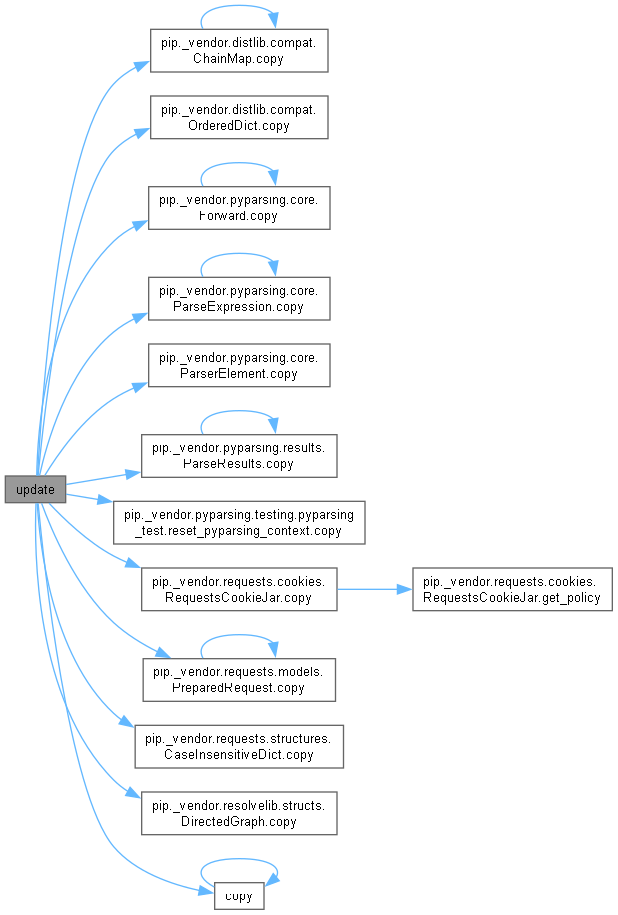 pip._vendor.distlib.compat.
ChainMap.copy
pip._vendor.distlib.compat.
OrderedDict.copy
pip._vendor.pyparsing.core.
Forward.copy
pip._vendor.pyparsing.core.
ParseExpression.copy
pip._vendor.pyparsing.core.
ParserElement.copy
pip._vendor.pyparsing.results.
ParseResults.copy
update
pip._vendor.pyparsing.testing.pyparsing
_test.reset_pyparsing_context.copy
pip._vendor.requests.cookies.
RequestsCookieJar.copy
pip._vendor.requests.cookies.
RequestsCookieJar.get_policy
pip._vendor.requests.models.
PreparedRequest.copy
pip._vendor.requests.structures.
CaseInsensitiveDict.copy
pip._vendor.resolvelib.structs.
DirectedGraph.copy
copy